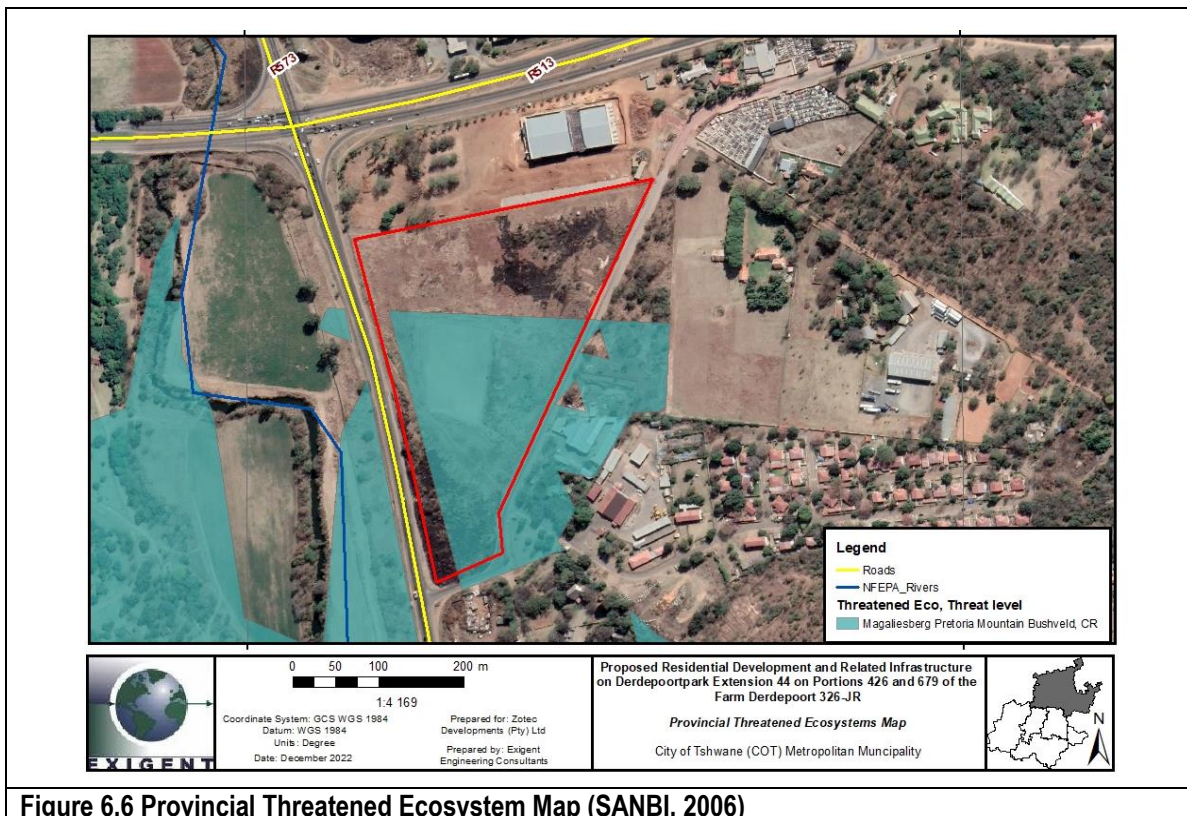 R573
R513
Legend
Roads
NFEPA_Rivers
Threatened Eco, Threat level
Magaliesberg Pretoria Mountain Bushveld, CR
EXIGENT
0 50 100 200 m
1:4 169
Coordinate System: GCS WGS 1984
Datum: WGS 1984
Units: Degree
Date: December 2022
Prepared for: Zotec
Developments (Pty) Ltd
Prepared by: Exigent
Engineering Consultants
Proposed Residential Development and Related Infrastructure
on Derdepoortpark Extension 44 on Portions 426 and 679 of the
Farm Derdepoort 326-JR
Provincial Threatened Ecosystems Map
City of Tshwane (COT) Metropolitan Muncipality
N
Figure 6.6 Provincial Threatened Ecosystem Map (SANBI, 2006)